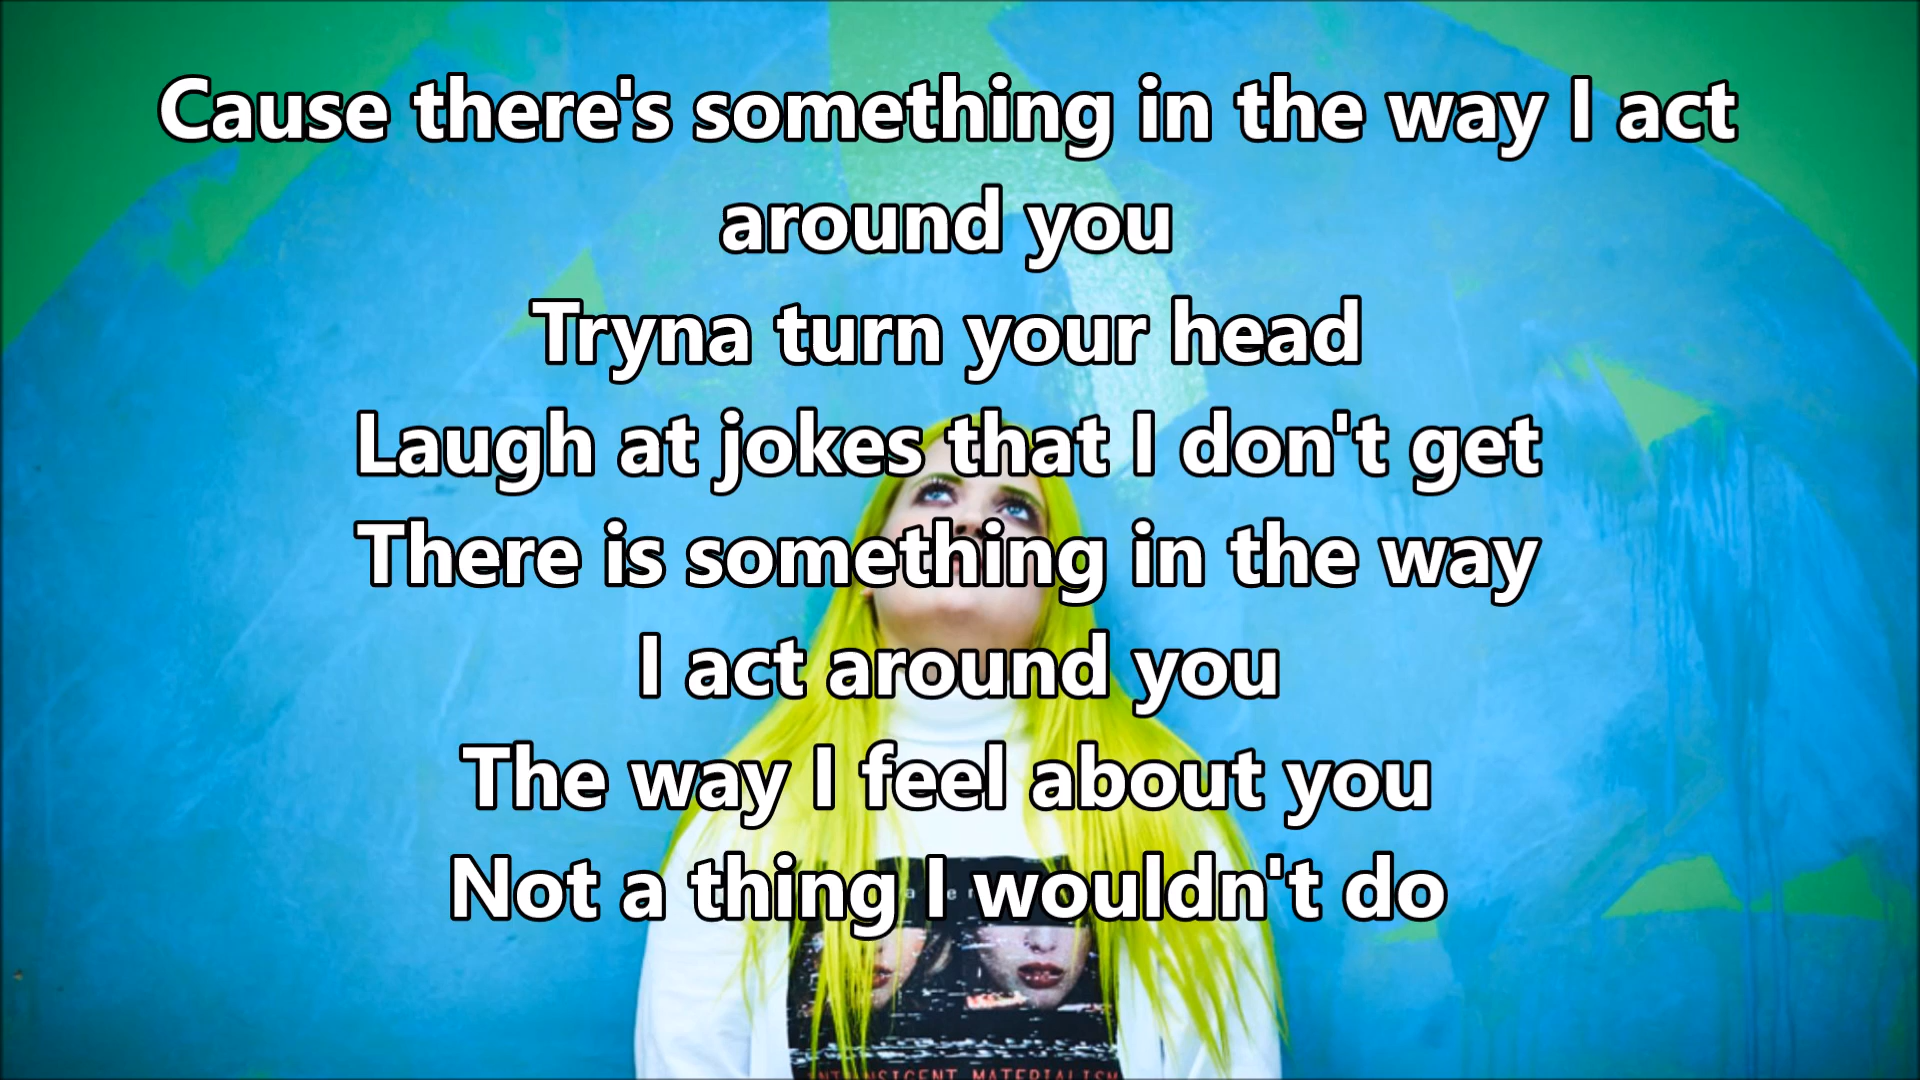 Cause there's something in the way I act
around you
Tryna turn your head
Laugh at jokes that I don't get
There is something in the way
I act around you
The way I feel about you
Not a thing I wouldn't do
MATERIALISM